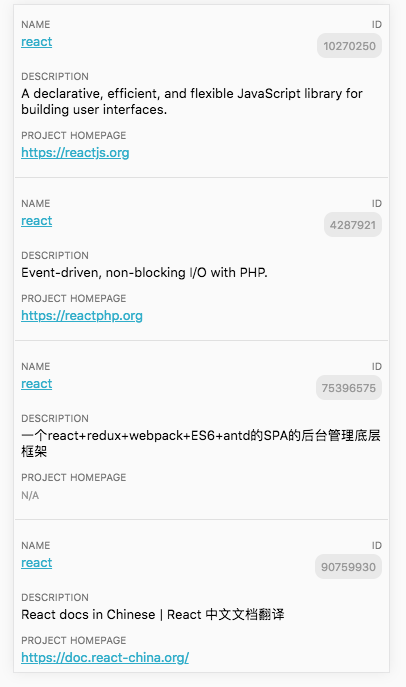 NAME ID
react 10270250
DESCRIPTION
A declarative, efficient, and flexible JavaScript library for
building user interfaces.
PROJECT HOMEPAGE
https://reactjs.org
NAME ID
react 4287921
DESCRIPTION
Event-driven, non-blocking I/O with PHP.
PROJECT HOMEPAGE
https://reactphp.org
NAME ID
react 75396575
DESCRIPTION
一个react+redux+webpack+ES6+antd的SPA的后台管理底层
框架
PROJECT HOMEPAGE
N/A
NAME ID
react 90759930
DESCRIPTION
React docs in Chinese | React 中文文档翻译
PROJECT HOMEPAGE
https://doc.react-china.org/